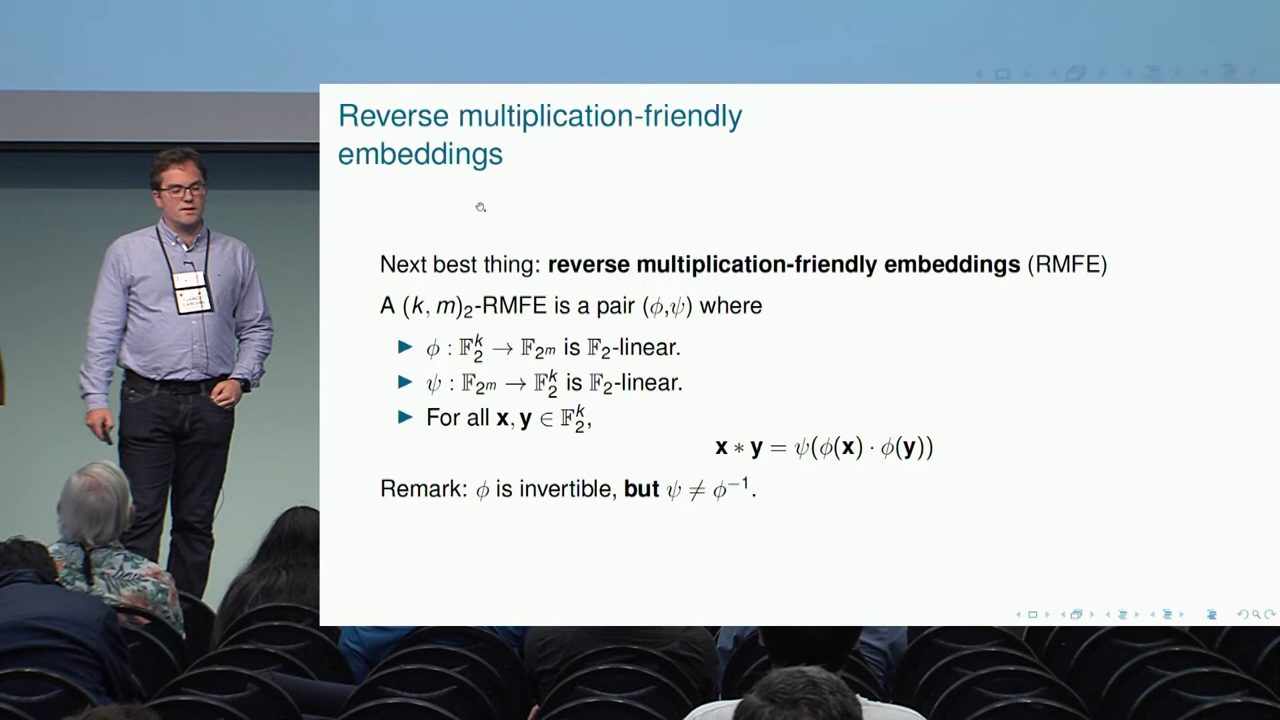 Reverse multiplication-friendly
embeddings
Next best thing: reverse multiplication-friendly embeddings (RMFE)
A (k, m)₂-RMFE is a pair (ϕ,ψ) where
► ϕ : 𝔽₂ᵏ → 𝔽₂ᵐ is 𝔽₂-linear.
► ψ : 𝔽₂ᵐ → 𝔽₂ᵏ is 𝔽₂-linear.
► For all x, y ∈ 𝔽₂ᵏ,
x ∗ y = ψ(ϕ(x) · ϕ(y))
Remark: ϕ is invertible, but ψ ≠ ϕ⁻¹.